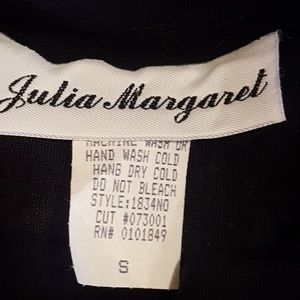 Julia Margaret
MACHINE WASH OR
HAND WASH COLD
HANG DRY COLD
DO NOT BLEACH
STYLE;1834NO
CUT #073001
RN# 0101849
S